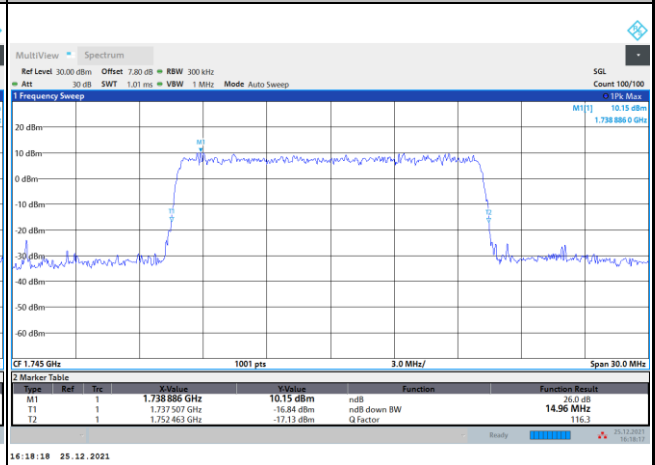 MultiView Spectrum
Ref Level 30.00 dBm Offset 7.80 dB RBW 300 kHz SGL
Att 30 dB SWT 1.01 ms VBW 1 MHz Mode Auto Sweep Count 100/100
1 Frequency Sweep 1Pk Max
M1[1] 10.15 dBm
1.738 886 0 GHz
20 dBm
M1
10 dBm
0 dBm
-10 dBm
-20 dBm
-30 dBm
-40 dBm
-50 dBm
-60 dBm
CF 1.745 GHz 1001 pts 3.0 MHz/ Span 30.0 MHz
2 Marker Table
Type Ref Trc X-Value Y-Value Function Function Result
M1 1 1.738 886 GHz 10.15 dBm ndB 26.0 dB
T1 1 1.737 507 GHz -16.84 dBm ndB down BW 14.96 MHz
T2 1 1.752 463 GHz -17.13 dBm Q Factor 116.3
Ready 25.12.2021
16:18:17
16:18:18 25.12.2021